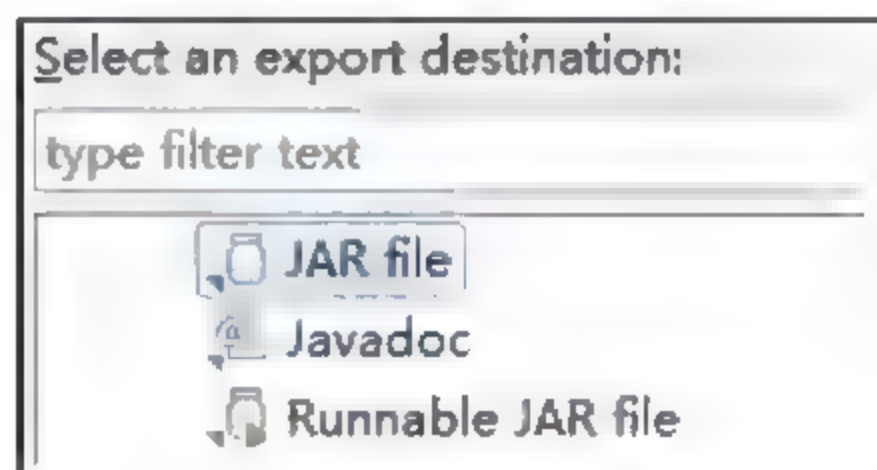 Select an export destination:
type filter text
JAR file
Javadoc
Runnable JAR file